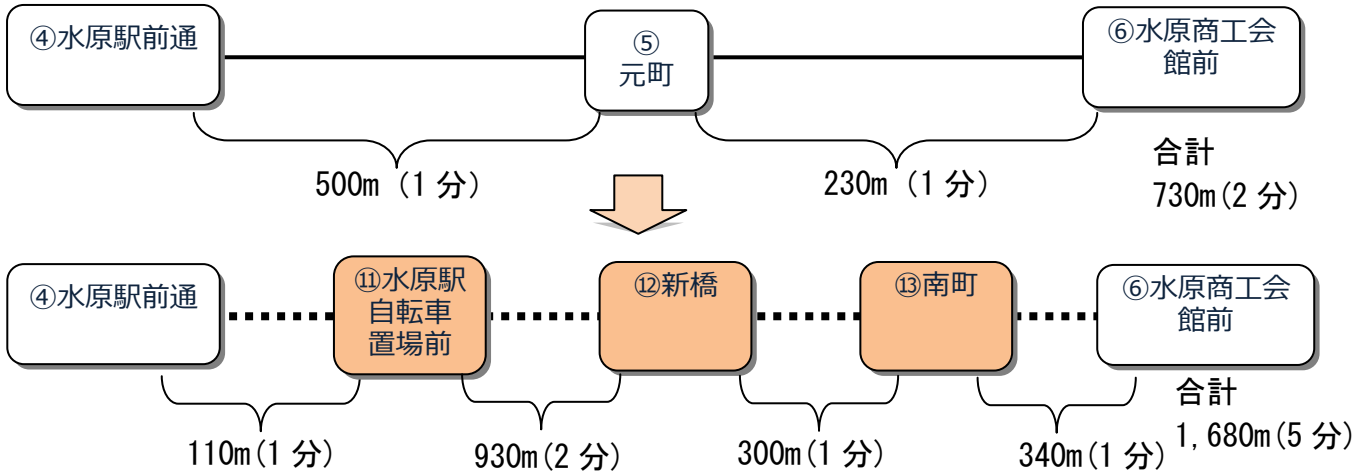 ④水原駅前通
⑤
元町
⑥水原商工会
館前
500m (1 分)
230m (1 分)
合計
730m(2 分)
④水原駅前通
⑪水原駅
自転車
置場前
⑫新橋
⑬南町
⑥水原商工会
館前
110m(1 分)
930m(2 分)
300m(1 分)
340m(1 分)
合計
1,680m(5 分)